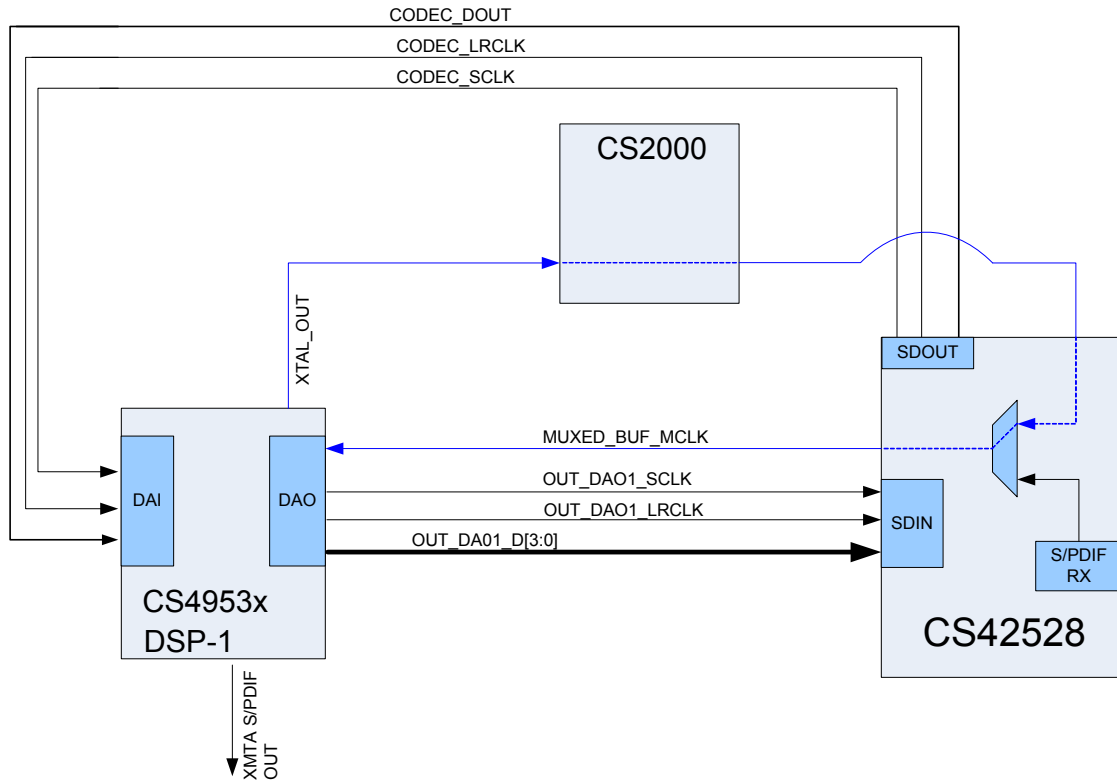 CODEC_DOUT
CODEC_LRCLK
CODEC_SCLK
CS2000
XTAL_OUT
SDOUT
MUXED_BUF_MCLK
DAI
DAO
OUT_DAO1_SCLK
OUT_DAO1_LRCLK
OUT_DA01_D[3:0]
SDIN
S/PDIF
RX
CS4953x
DSP-1
CS42528
XMTA S/PDIF
OUT